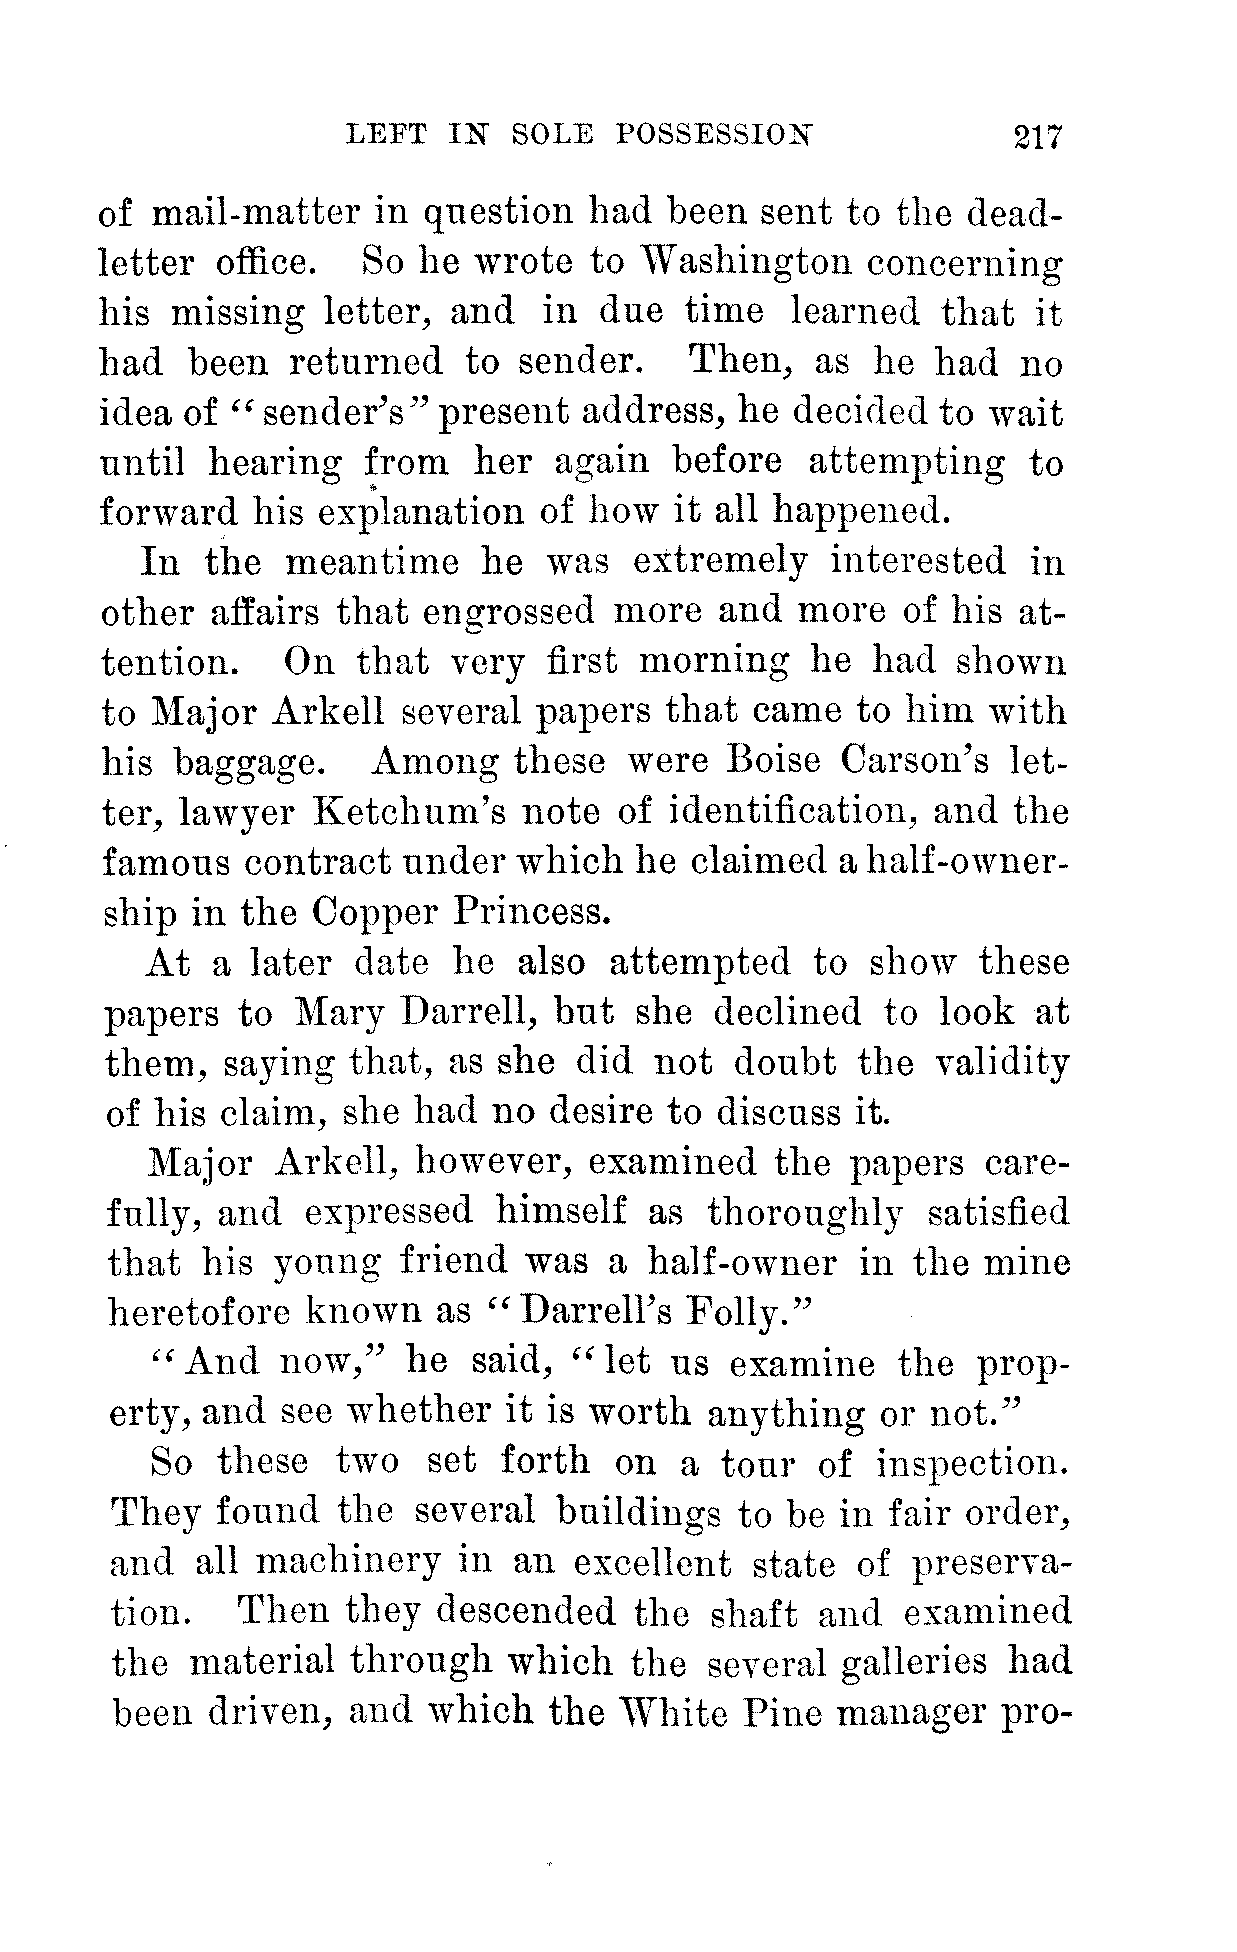 LEFT IN SOLE POSSESSION 217
of mail-matter in question had been sent to the dead-
letter office. So he wrote to Washington concerning
his missing letter, and in due time learned that it
had been returned to sender. Then, as he had no
idea of "sender's" present address, he decided to wait
until hearing from her again before attempting to
forward his explanation of how it all happened.
In the meantime he was extremely interested in
other affairs that engrossed more and more of his at-
tention. On that very first morning he had shown
to Major Arkell several papers that came to him with
his baggage. Among these were Boise Carson's let-
ter, lawyer Ketchum's note of identification, and the
famous contract under which he claimed a half-owner-
ship in the Copper Princess.
At a later date he also attempted to show these
papers to Mary Darrell, but she declined to look at
them, saying that, as she did not doubt the validity
of his claim, she had no desire to discuss it.
Major Arkell, however, examined the papers care-
fully, and expressed himself as thoroughly satisfied
that his young friend was a half-owner in the mine
heretofore known as "Darrell's Folly."
"And now," he said, "let us examine the prop-
erty, and see whether it is worth anything or not."
So these two set forth on a tour of inspection.
They found the several buildings to be in fair order,
and all machinery in an excellent state of preserva-
tion. Then they descended the shaft and examined
the material through which the several galleries had
been driven, and which the White Pine manager pro-